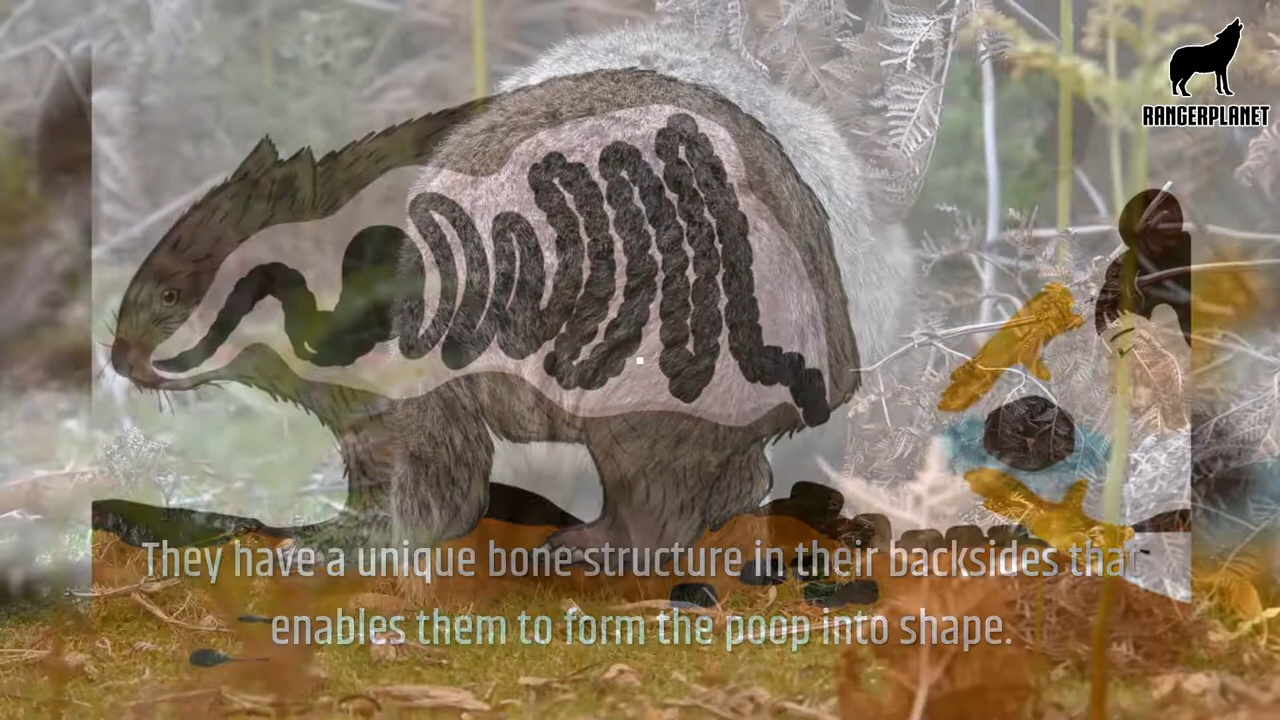 RANGERPLANET
They have a unique bone structure in their backsides that
enables them to form the poop into shape.